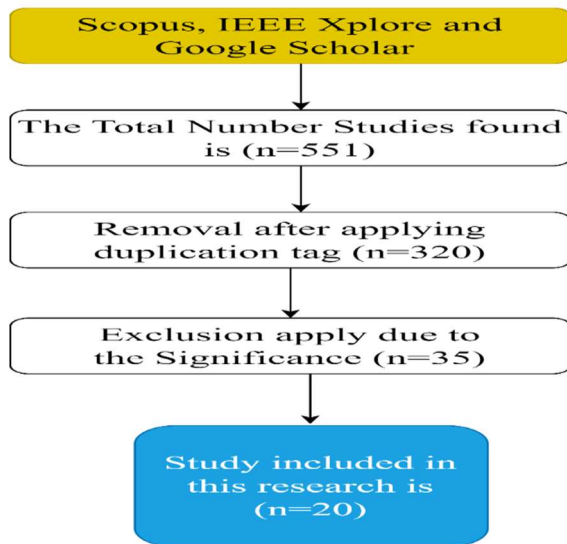 Scopus, IEEE Xplore and
Google Scholar
The Total Number Studies found
is (n=551)
Removal after applying
duplication tag (n=320)
Exclusion apply due to
the Significance (n=35)
Study included in
this research is
(n=20)